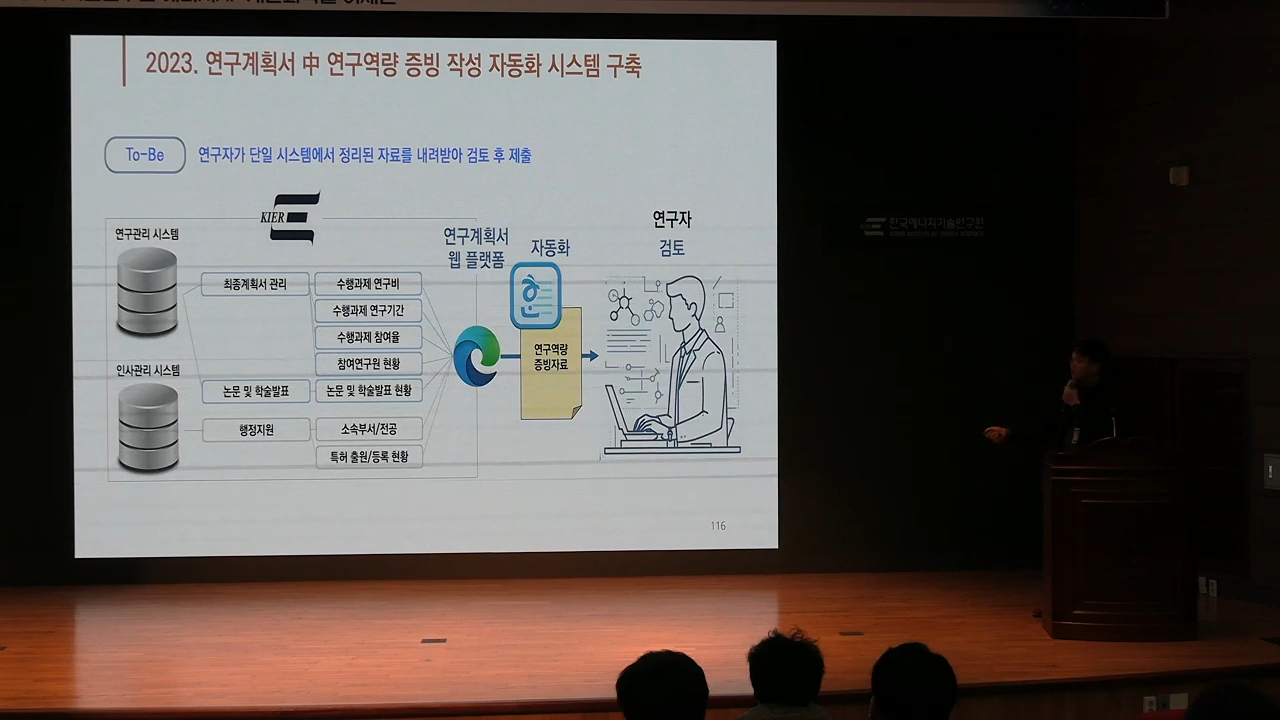 2023. 연구계획서 中 연구역량 증빙 작성 자동화 시스템 구축
To-Be
연구자가 단일 시스템에서 정리된 자료를 내려받아 검토 후 제출
KIER
연구관리 시스템
최종계획서 관리
수행과제 연구비
수행과제 연구기간
수행과제 참여율
참여연구원 현황
인사관리 시스템
논문 및 학술발표
논문 및 학술발표 현황
행정지원
소속부서/전공
특허 출원/등록 현황
연구계획서
웹 플랫폼
자동화
한
연구역량
증빙자료
연구자
검토
116
한국에너지기술연구원